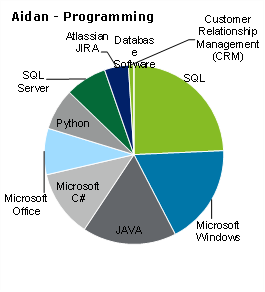 Aidan - Programming
Customer
Relationship
Management
(CRM)
Databas
e
Software
Atlassian
JIRA
SQL
SQL
Server
Python
Microsoft
Office
Microsoft
C#
JAVA
Microsoft
Windows